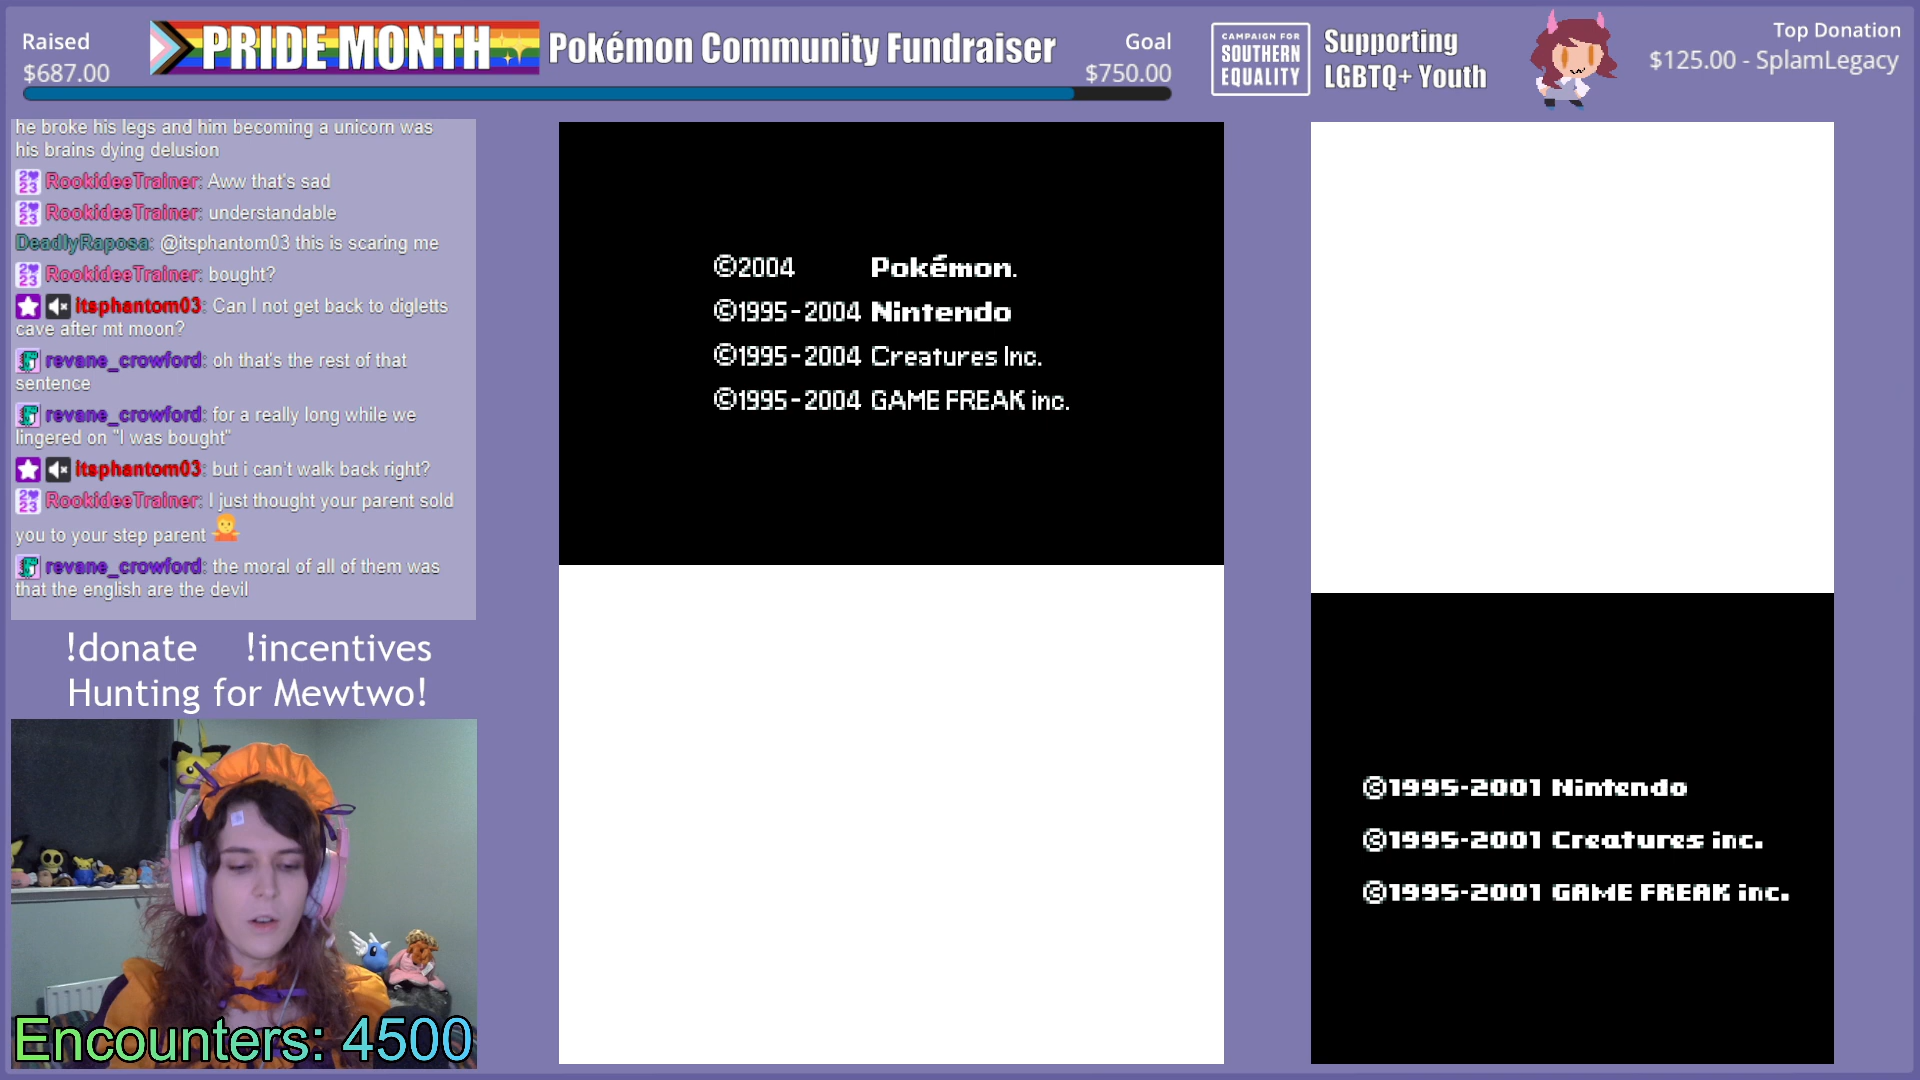 Raised
$687.00
PRIDE MONTH Pokémon Community Fundraiser
Goal
$750.00
CAMPAIGN FOR
SOUTHERN
EQUALITY
Supporting
LGBTQ+ Youth
Top Donation
$125.00 - SplamLegacy
he broke his legs and him becoming a unicorn was
his brains dying delusion
RookideeTrainer: Aww that's sad
RookideeTrainer: understandable
DeadlyRaposa: @itsphantom03 this is scaring me
RookideeTrainer: bought?
itsphantom03: Can I not get back to digletts
cave after mt moon?
revane_crowford: oh that's the rest of that
sentence
revane_crowford: for a really long while we
lingered on "I was bought"
itsphantom03: but i can't walk back right?
RookideeTrainer: I just thought your parent sold
you to your step parent
revane_crowford: the moral of all of them was
that the english are the devil
!donate !incentives
Hunting for Mewtwo!
Encounters: 4500
©2004 Pokémon.
©1995-2004 Nintendo
©1995-2004 Creatures Inc.
©1995-2004 GAME FREAK inc.
©1995-2001 Nintendo
©1995-2001 Creatures inc.
©1995-2001 GAME FREAK inc.